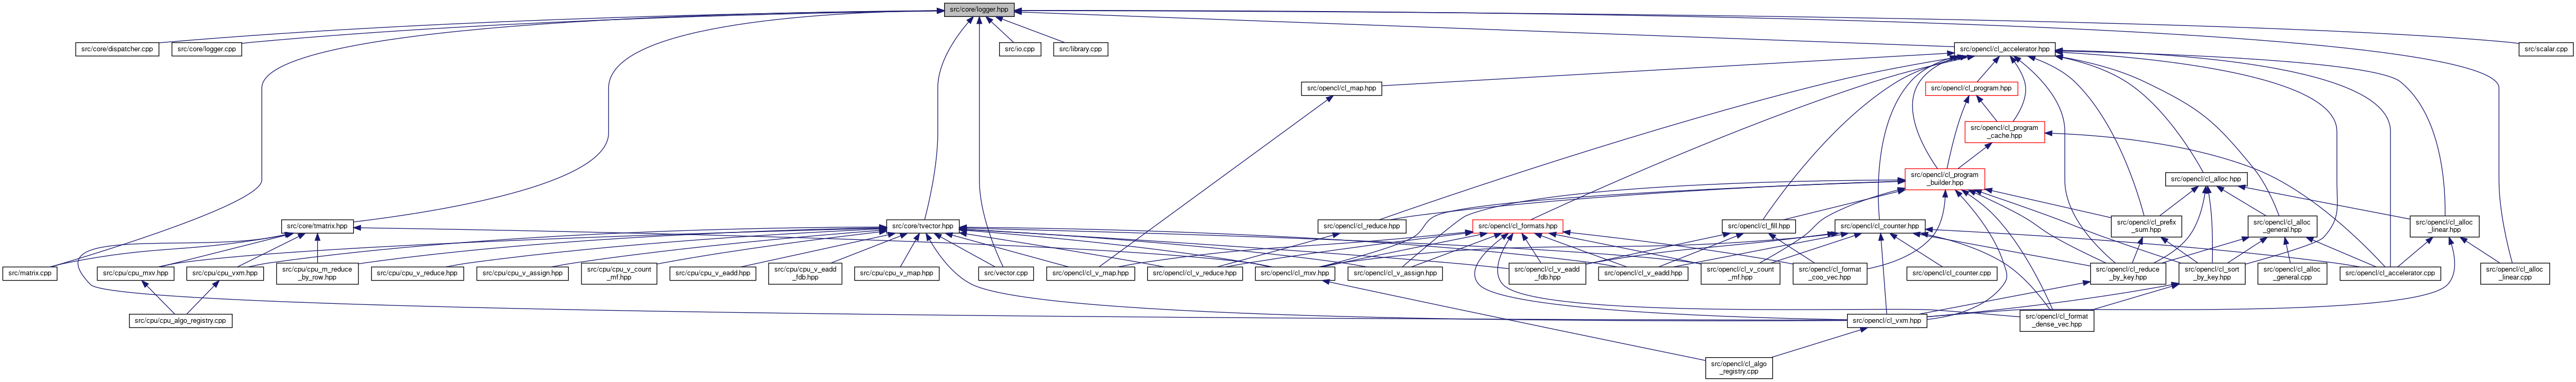 src/core/logger.hpp
src/core/dispatcher.cpp
src/core/logger.cpp
src/io.cpp
src/library.cpp
src/opencl/cl_accelerator.hpp
src/scalar.cpp
src/opencl/cl_map.hpp
src/opencl/cl_program.hpp
src/opencl/cl_program
_cache.hpp
src/opencl/cl_program
_builder.hpp
src/opencl/cl_alloc.hpp
src/core/tmatrix.hpp
src/core/tvector.hpp
src/opencl/cl_reduce.hpp
src/opencl/cl_formats.hpp
src/opencl/cl_fill.hpp
src/opencl/cl_counter.hpp
src/opencl/cl_prefix
_sum.hpp
src/opencl/cl_alloc
_general.hpp
src/opencl/cl_alloc
_linear.hpp
src/matrix.cpp
src/cpu/cpu_mxv.hpp
src/cpu/cpu_vxm.hpp
src/cpu/cpu_m_reduce
_by_row.hpp
src/cpu/cpu_v_reduce.hpp
src/cpu/cpu_v_assign.hpp
src/cpu/cpu_v_count
_mf.hpp
src/cpu/cpu_v_eadd.hpp
src/cpu/cpu_v_eadd
_fdb.hpp
src/cpu/cpu_v_map.hpp
src/vector.cpp
src/opencl/cl_v_map.hpp
src/opencl/cl_v_reduce.hpp
src/opencl/cl_mxv.hpp
src/opencl/cl_v_assign.hpp
src/opencl/cl_v_eadd
_fdb.hpp
src/opencl/cl_v_eadd.hpp
src/opencl/cl_v_count
_mf.hpp
src/opencl/cl_format
_coo_vec.hpp
src/opencl/cl_counter.cpp
src/opencl/cl_reduce
_by_key.hpp
src/opencl/cl_sort
_by_key.hpp
src/opencl/cl_alloc
_general.cpp
src/opencl/cl_accelerator.cpp
src/opencl/cl_alloc
_linear.cpp
src/cpu/cpu_algo_registry.cpp
src/opencl/cl_vxm.hpp
src/opencl/cl_format
_dense_vec.hpp
src/opencl/cl_algo
_registry.cpp